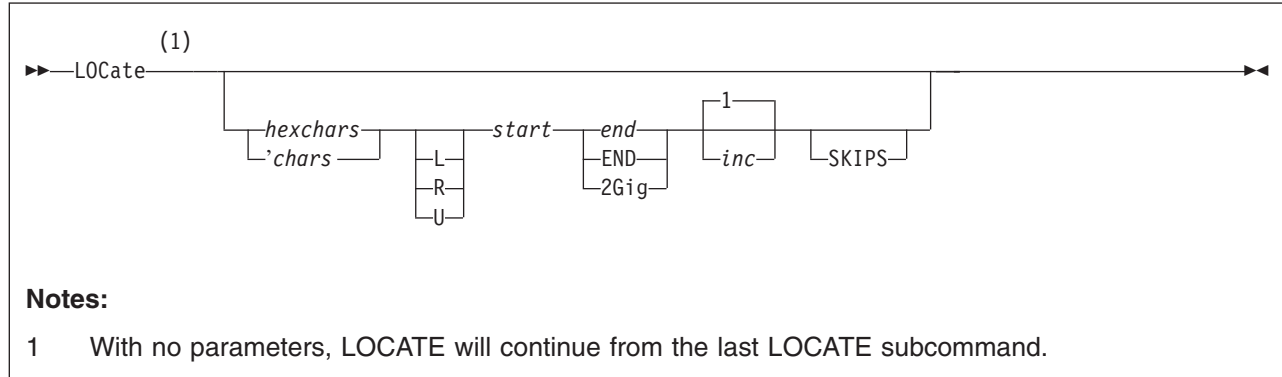 (1)
LOCate
1
hexchars start end
’chars L END inc SKIPS
R 2Gig
U
Notes:
1 With no parameters, LOCATE will continue from the last LOCATE subcommand.